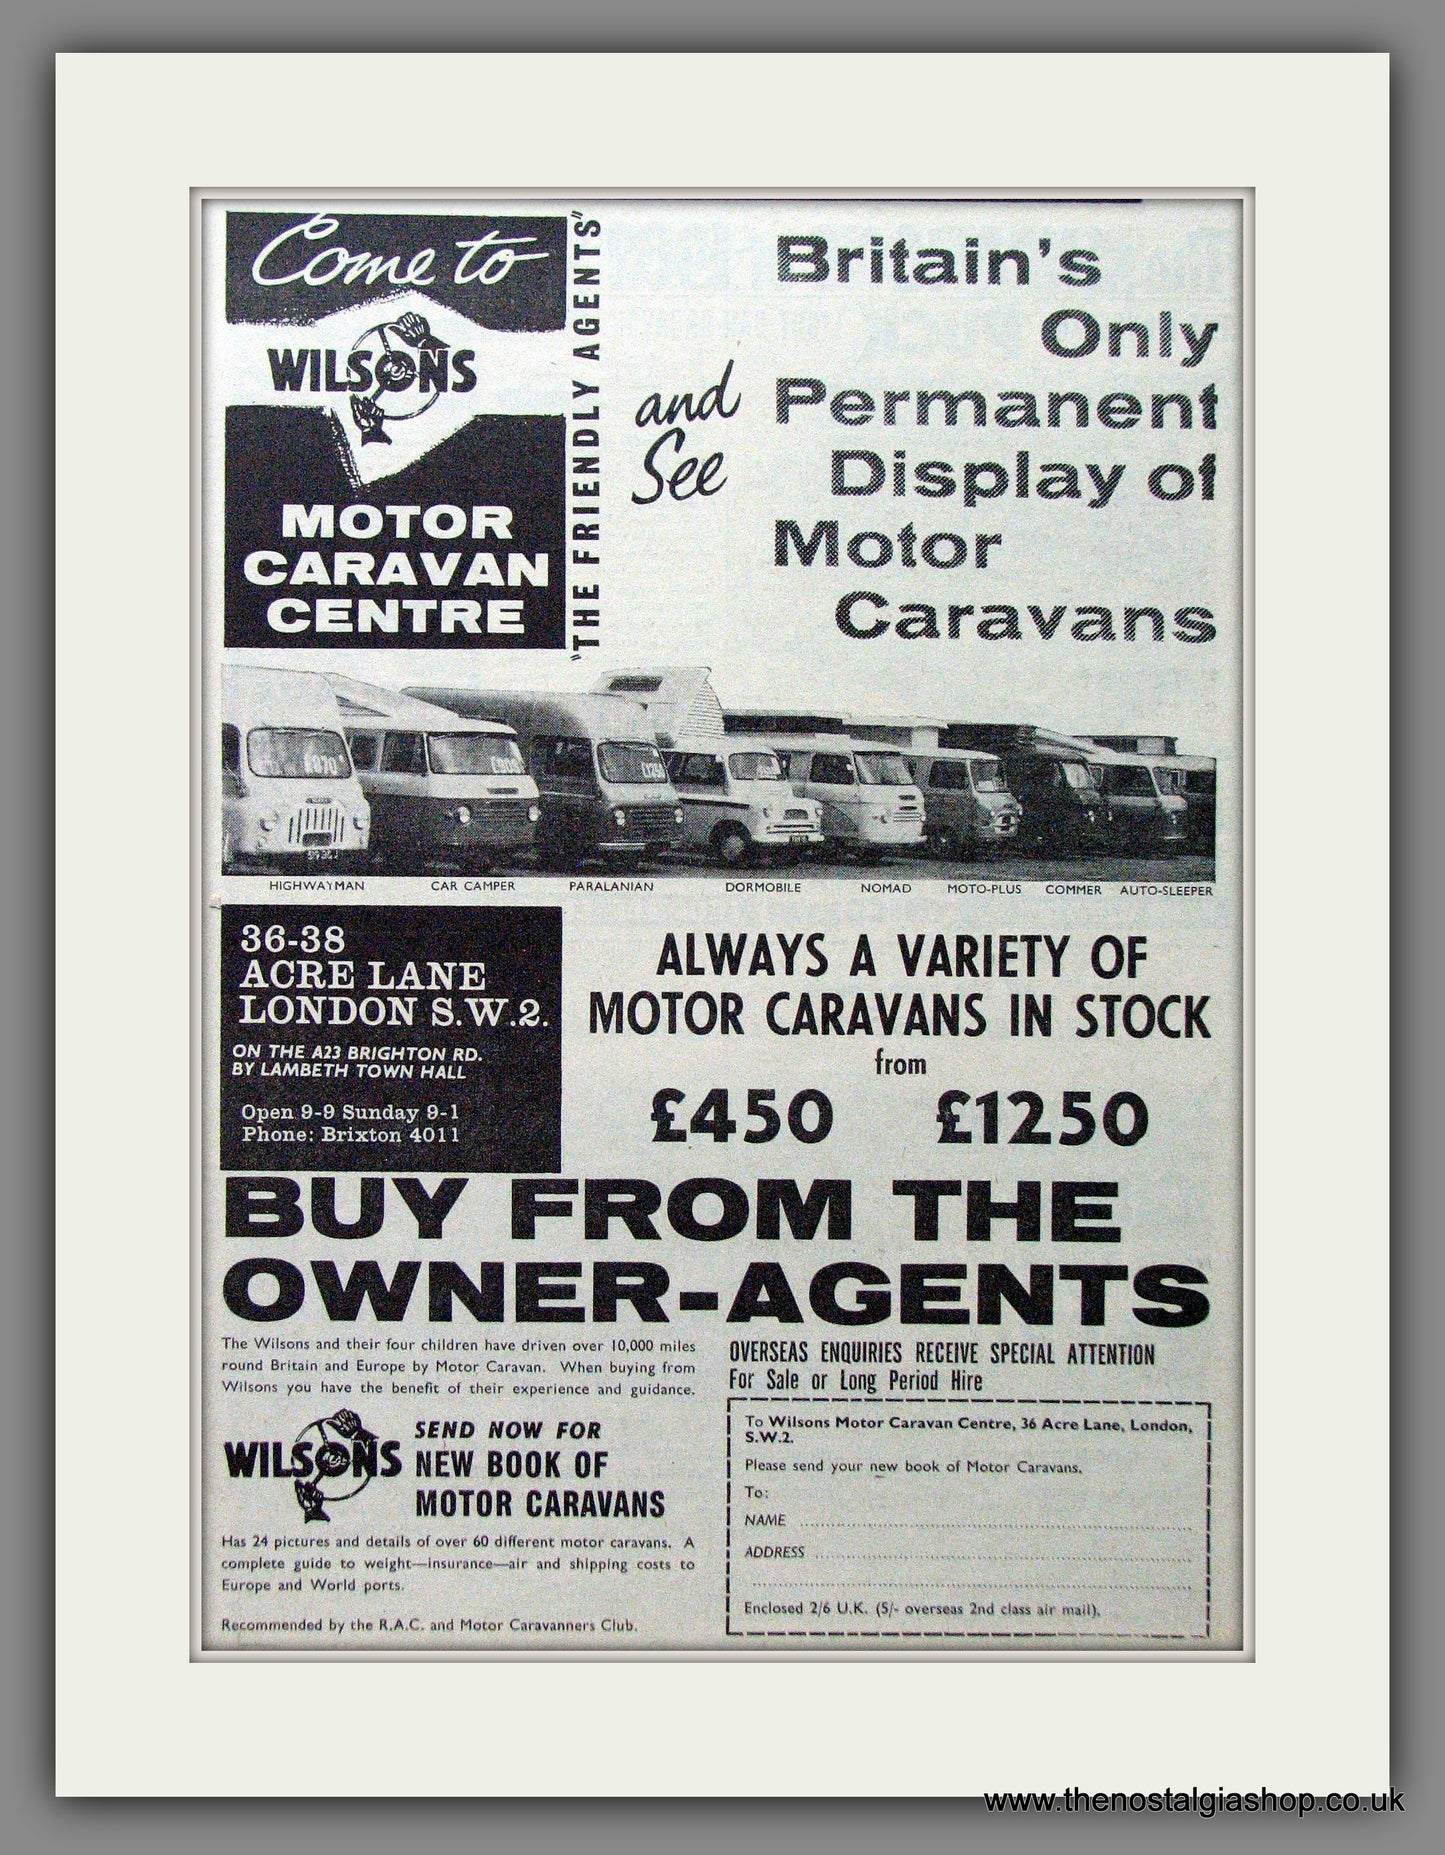 Come to
WILSONS
MOTOR
CARAVAN
CENTRE
"THE FRIENDLY AGENTS"
and
See
Britain's
Only
Permanent
Display of
Motor
Caravans
HIGHWAYMAN CAR CAMPER PARALANIAN DORMOBILE NOMAD MOTO-PLUS COMMER AUTO-SLEEPER
36-38
ACRE LANE
LONDON S.W.2.
ON THE A23 BRIGHTON RD.
BY LAMBETH TOWN HALL
Open 9-9 Sunday 9-1
Phone: Brixton 4011
ALWAYS A VARIETY OF
MOTOR CARAVANS IN STOCK
from
£450 £1250
BUY FROM THE
OWNER-AGENTS
The Wilsons and their four children have driven over 10,000 miles
round Britain and Europe by Motor Caravan. When buying from
Wilsons you have the benefit of their experience and guidance.
WILSONS
SEND NOW FOR
NEW BOOK OF
MOTOR CARAVANS
Has 24 pictures and details of over 60 different motor caravans. A
complete guide to weight—insurance—air and shipping costs to
Europe and World ports.
Recommended by the R.A.C. and Motor Caravanners Club.
OVERSEAS ENQUIRIES RECEIVE SPECIAL ATTENTION
For Sale or Long Period Hire
To Wilsons Motor Caravan Centre, 36 Acre Lane, London,
S.W.2.
Please send your new book of Motor Caravans.
To:
NAME
ADDRESS
Enclosed 2/6 U.K. (5/- overseas 2nd class air mail).
www.thenostalgiashop.co.uk